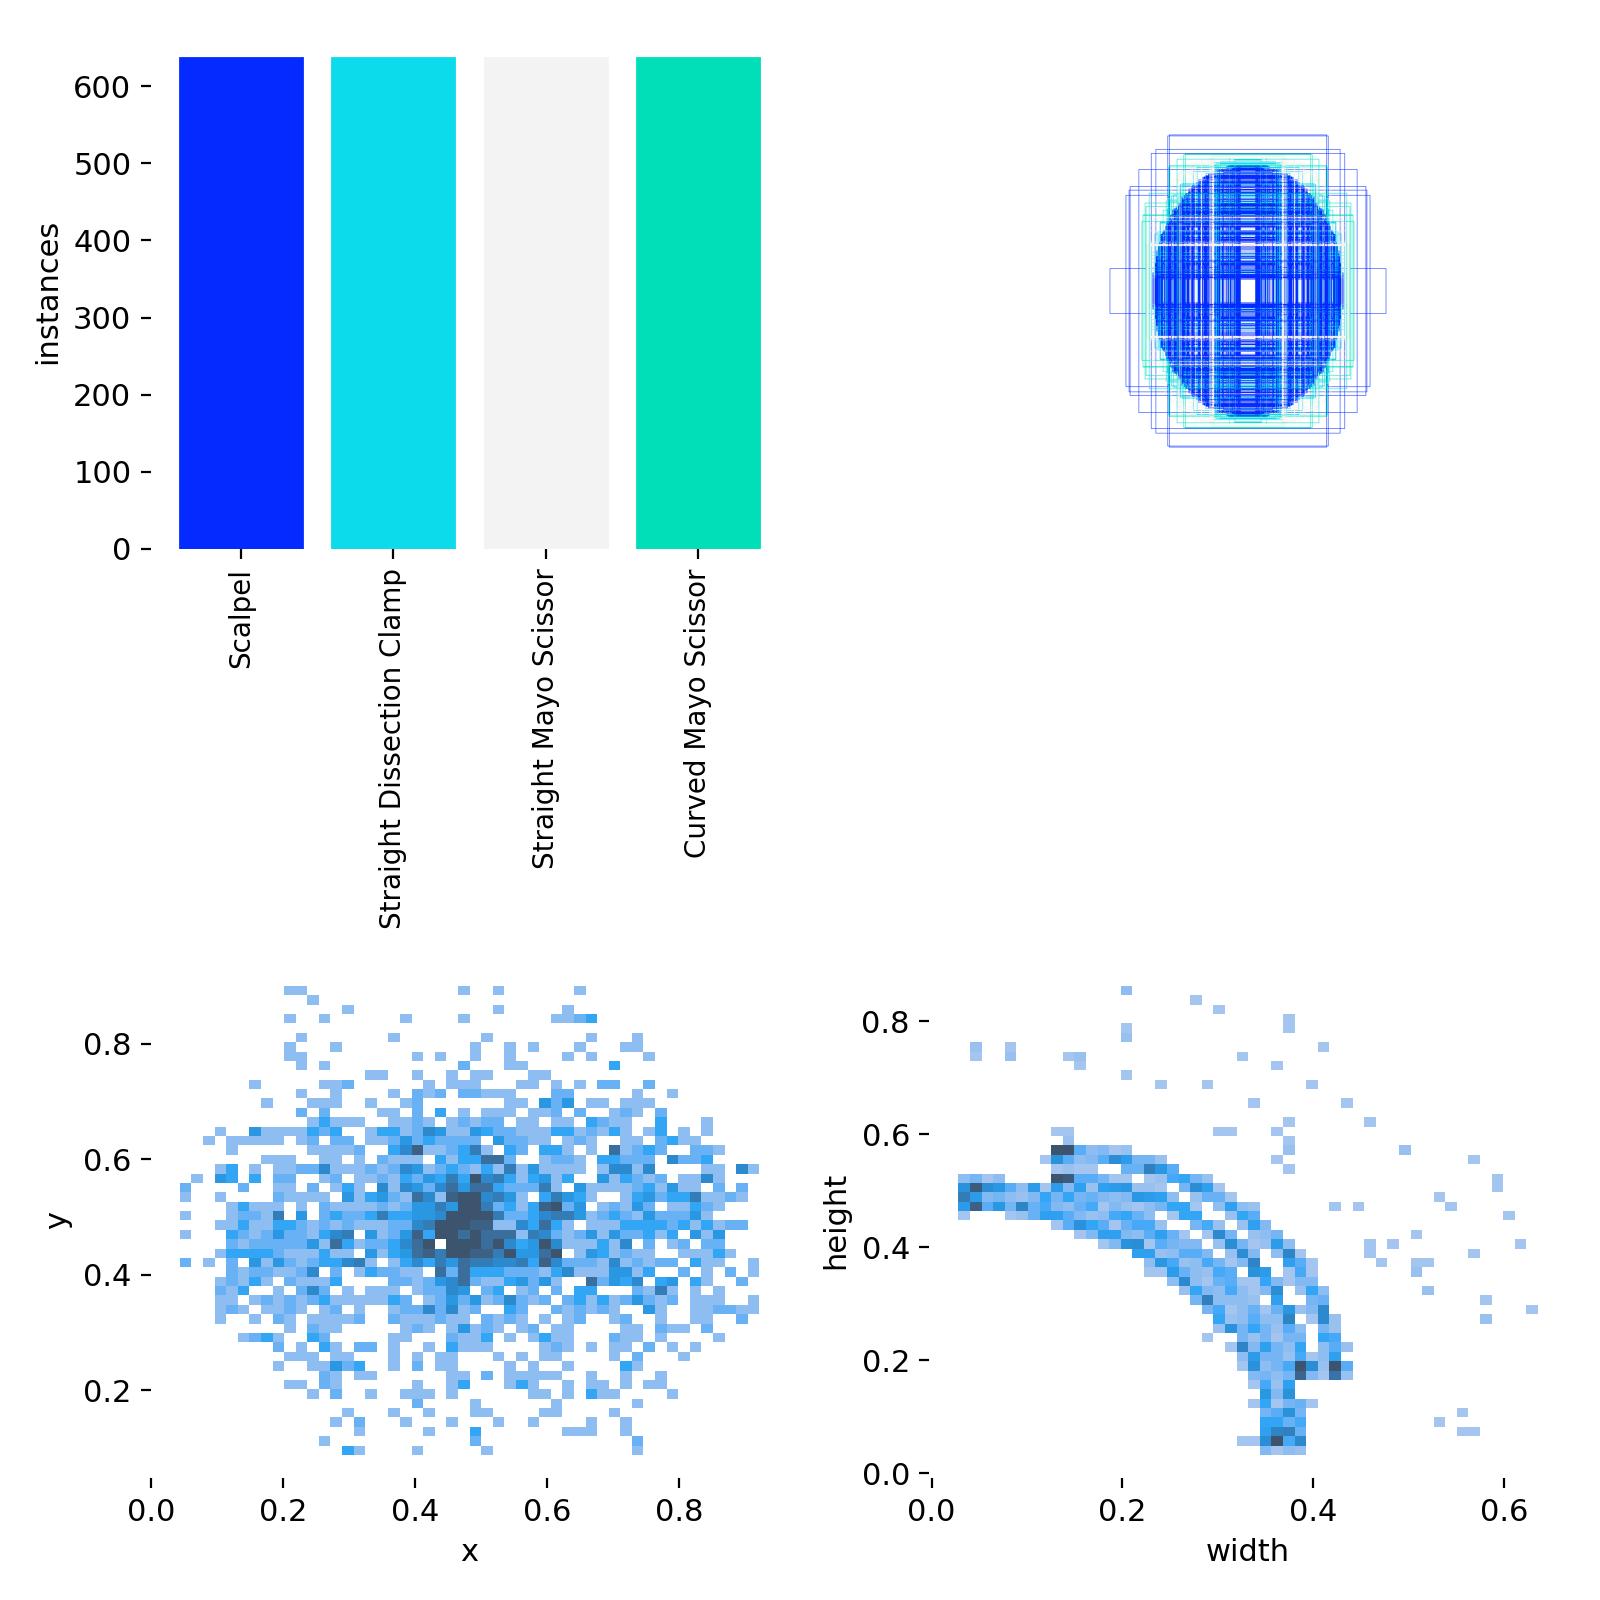 600
500
400
300
200
100
0
instances
Scalpel
Straight Dissection Clamp
Straight Mayo Scissor
Curved Mayo Scissor
0.8
0.6
0.4
0.2
y
0.0 0.2 0.4 0.6 0.8
x
0.8
0.6
0.4
0.2
0.0
height
0.0 0.2 0.4 0.6
width